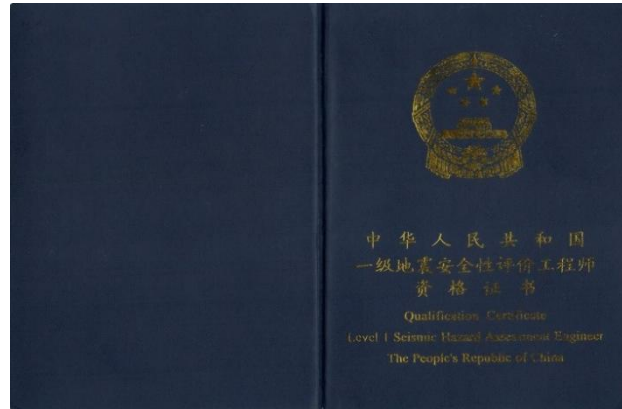 中华人民共和国
一级地震安全性评价工程师
资格证书
Qualification Certificate
Level 1 Seismic Hazard Assessment Engineer
The People's Republic of China